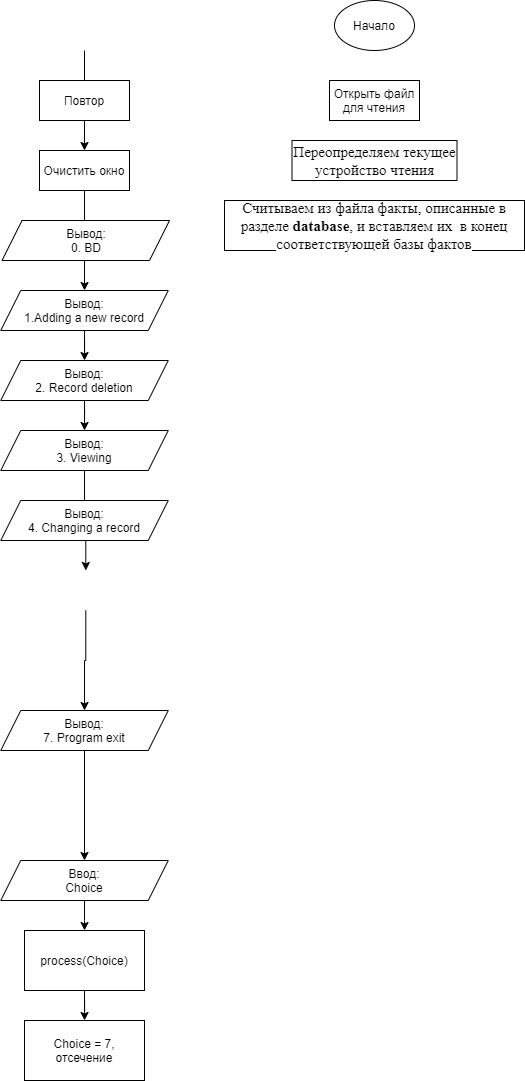 Начало
Повтор
Открыть файл
для чтения
Очистить окно
Переопределяем текущее
устройство чтения
Считываем из файла факты, описанные в
разделе database, и вставляем их в конец
соответствующей базы фактов
Вывод:
0. BD
Вывод:
1.Adding a new record
Вывод:
2. Record deletion
Вывод:
3. Viewing
Вывод:
4. Changing a record
Вывод:
7. Program exit
Ввод:
Choice
process(Choice)
Choice = 7,
отсечение